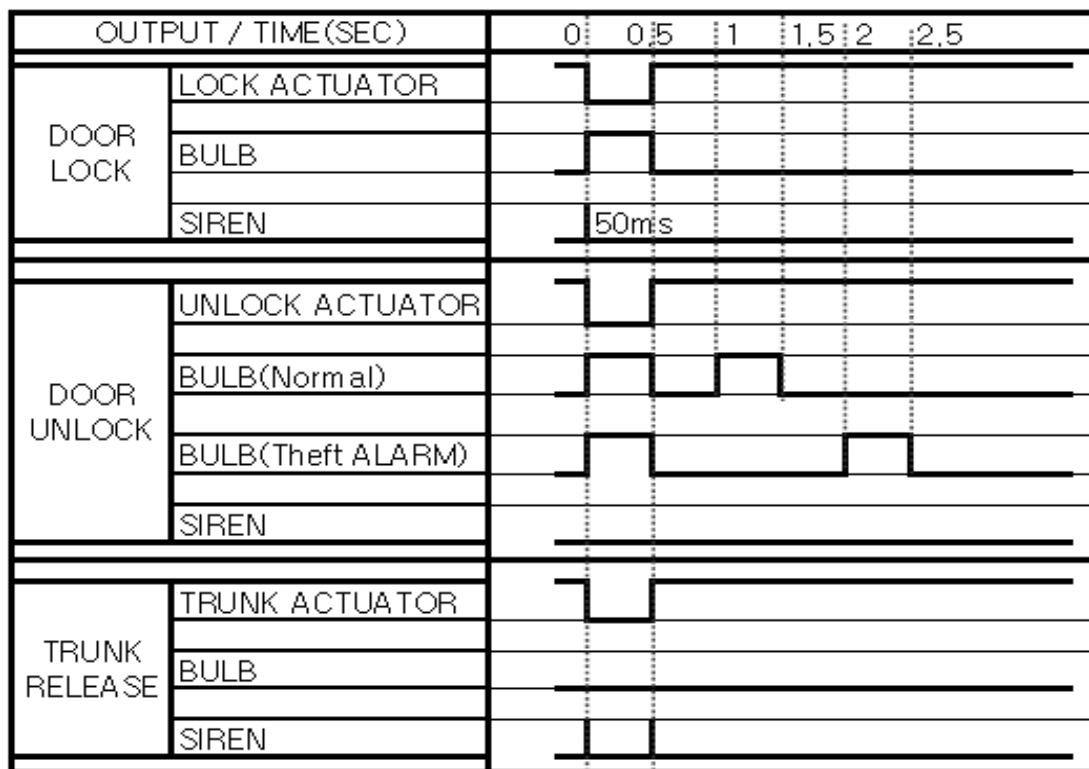 OUTPUT / TIME(SEC) 0 0,5 1 1,5 2 2,5
DOOR LOCK
LOCK ACTUATOR
BULB
SIREN 50ms
DOOR UNLOCK
UNLOCK ACTUATOR
BULB(Normal)
BULB(Theft ALARM)
SIREN
TRUNK RELEASE
TRUNK ACTUATOR
BULB
SIREN